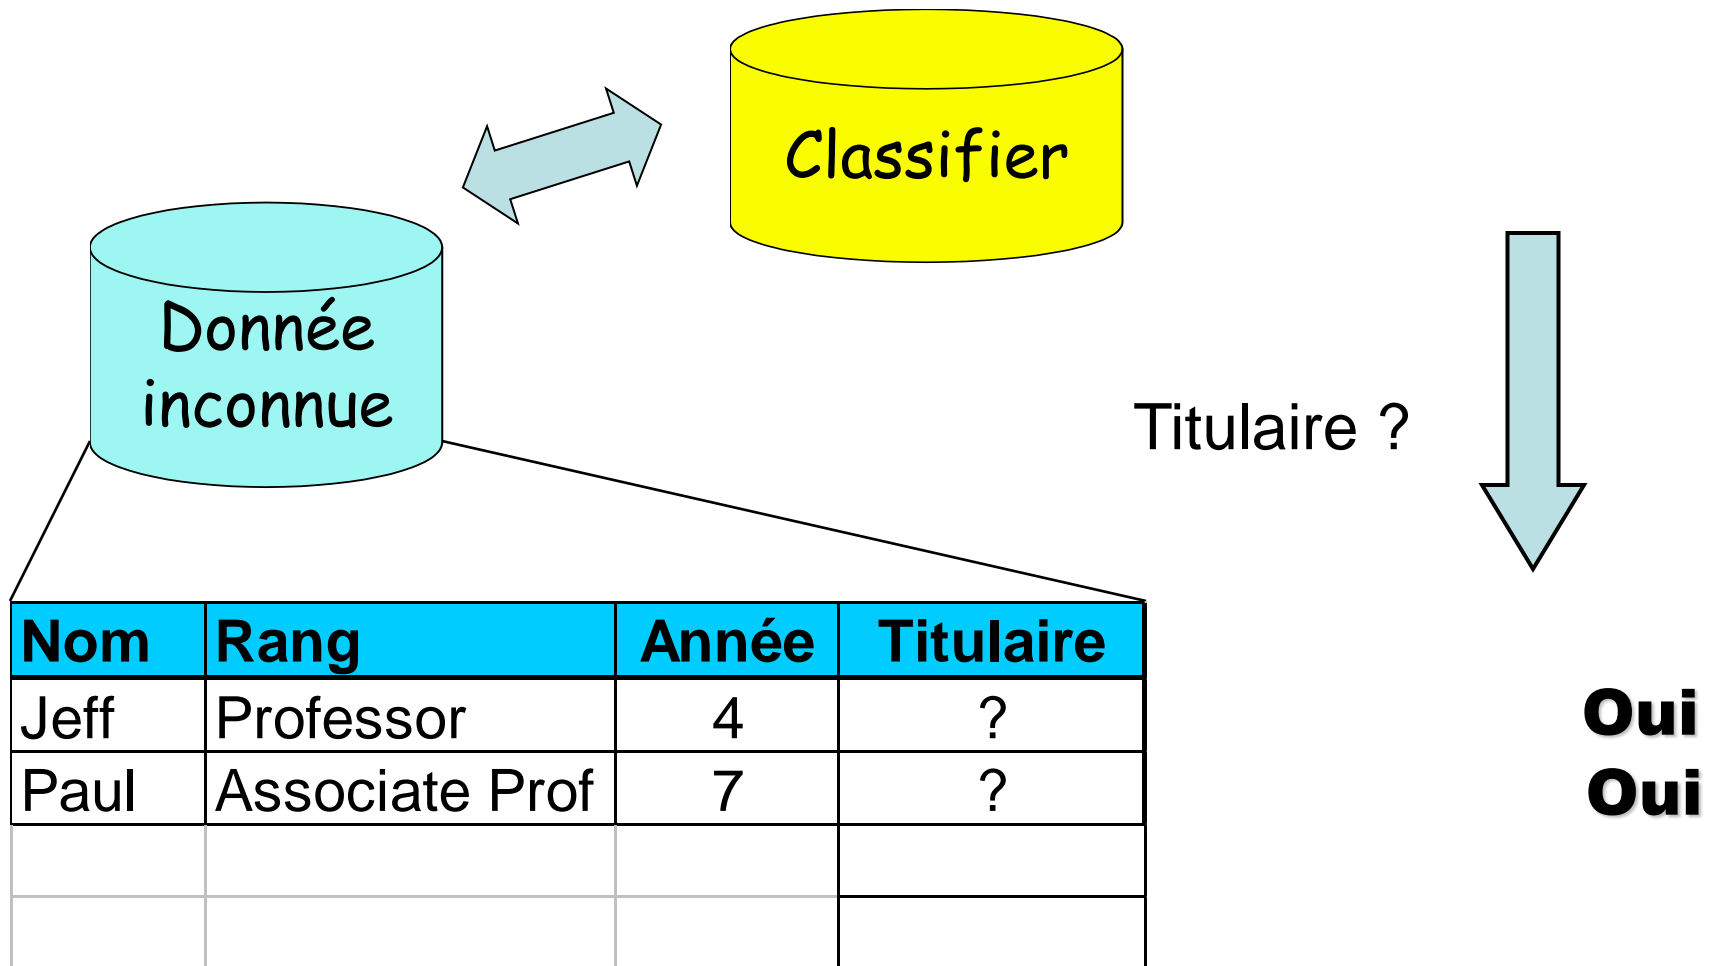 Classifier
Donnée
inconnue
Titulaire ?
Nom Rang Année Titulaire
Jeff Professor 4 ? Oui
Paul Associate Prof 7 ? Oui